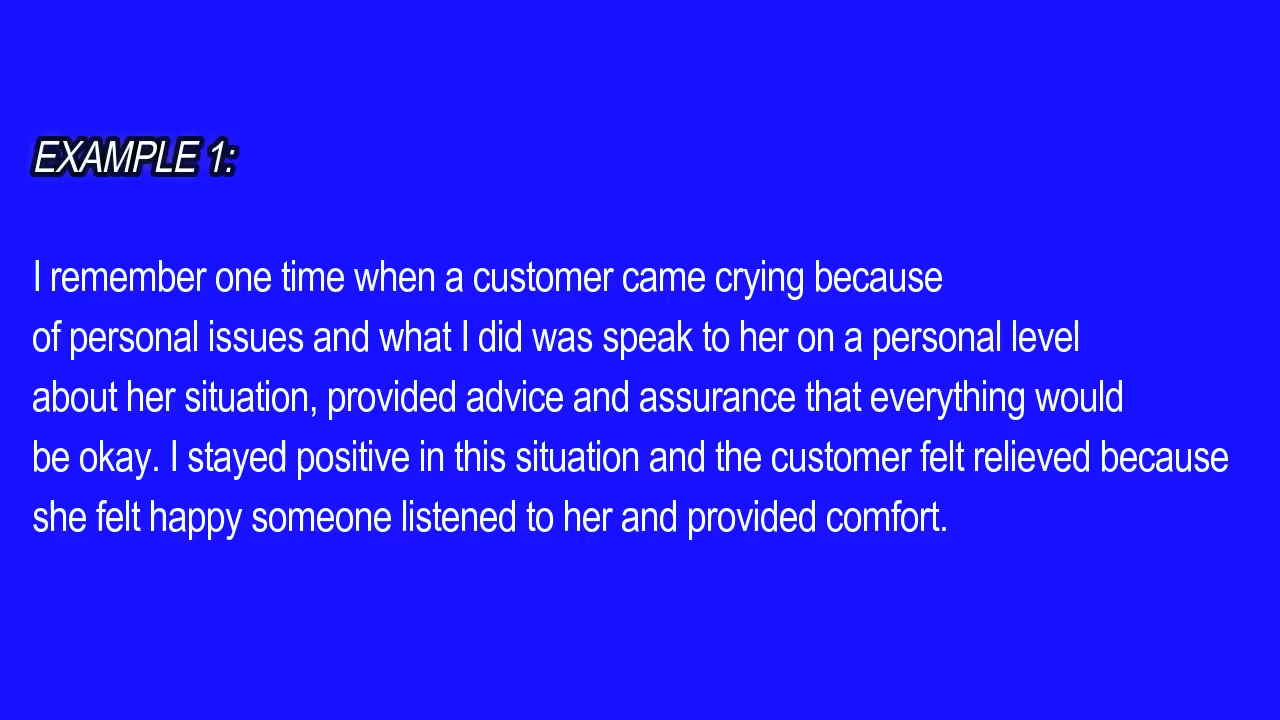 EXAMPLE 1:
I remember one time when a customer came crying because
of personal issues and what I did was speak to her on a personal level
about her situation, provided advice and assurance that everything would
be okay. I stayed positive in this situation and the customer felt relieved because
she felt happy someone listened to her and provided comfort.